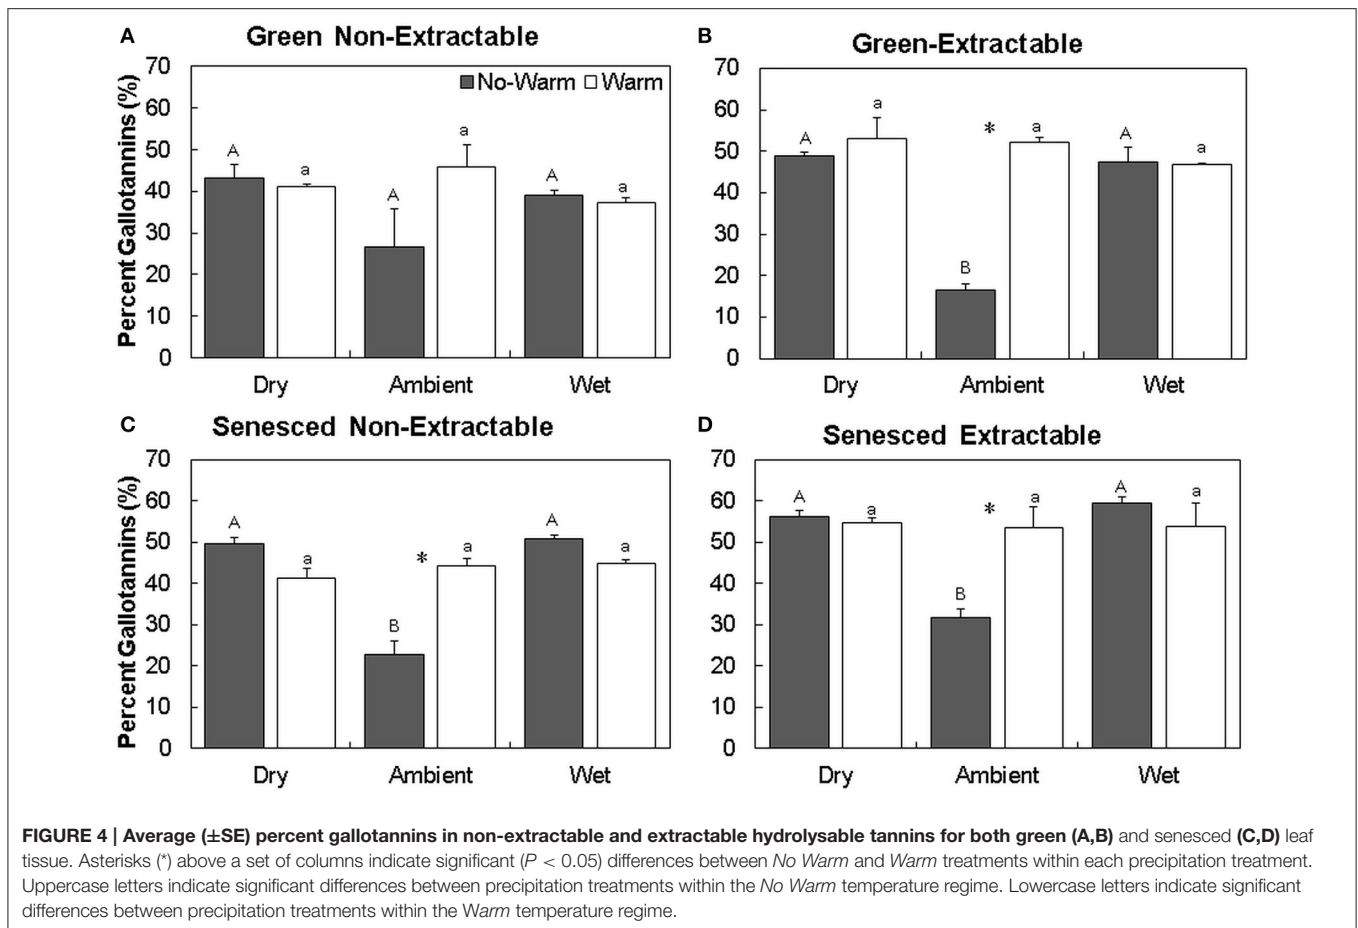 A
Green Non-Extractable
Percent Gallotannins (%)
70
60
50
40
30
20
10
0
No-Warm Warm
A
a
A
a
A
a
Dry Ambient Wet
B
Green-Extractable
70
60
50
40
30
20
10
0
A
a
*
B
a
A
a
Dry Ambient Wet
C
Senesced Non-Extractable
Percent Gallotannins (%)
70
60
50
40
30
20
10
0
A
a
*
B
a
A
a
Dry Ambient Wet
D
Senesced Extractable
70
60
50
40
30
20
10
0
A
a
*
B
a
A
a
Dry Ambient Wet
FIGURE 4 | Average (±SE) percent gallotannins in non-extractable and extractable hydrolysable tannins for both green (A,B) and senesced (C,D) leaf
tissue. Asterisks (*) above a set of columns indicate significant (P < 0.05) differences between No Warm and Warm treatments within each precipitation treatment.
Uppercase letters indicate significant differences between precipitation treatments within the No Warm temperature regime. Lowercase letters indicate significant
differences between precipitation treatments within the Warm temperature regime.